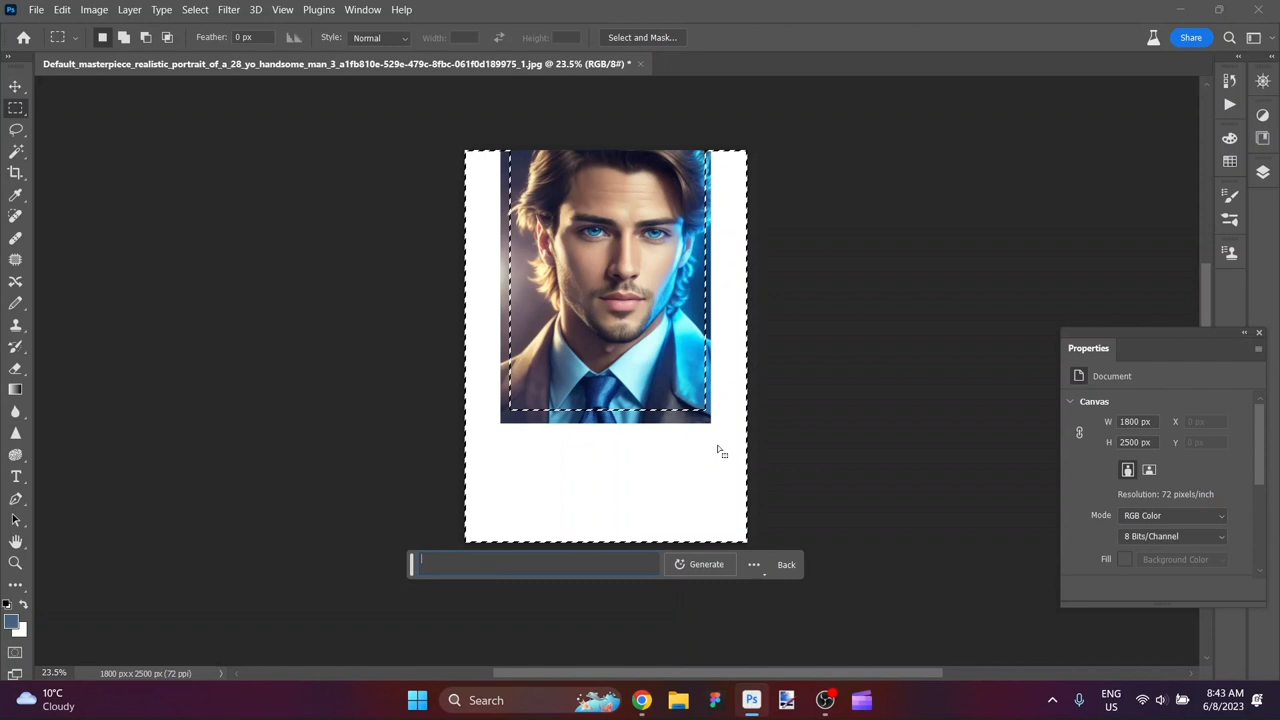 Ps File Edit Image Layer Type Select Filter 3D View Plugins Window Help
Feather: 0 px Style: Normal Width: Height: Select and Mask... Share
Default_masterpiece_realistic_portrait_of_a_28_yo_handsome_man_3_a1fb810e-529e-479c-8fbc-061f0d189975_1.jpg @ 23.5% (RGB/8#) *
Properties
Document
Canvas
W 1800 px X 0 px
H 2500 px Y 0 px
Resolution: 72 pixels/inch
Mode RGB Color
8 Bits/Channel
Fill Background Color
Generate ... Back
23.5% 1800 px x 2500 px (72 ppi)
10°C
Cloudy
Search
Ps
ENG
US
8:43 AM
6/8/2023